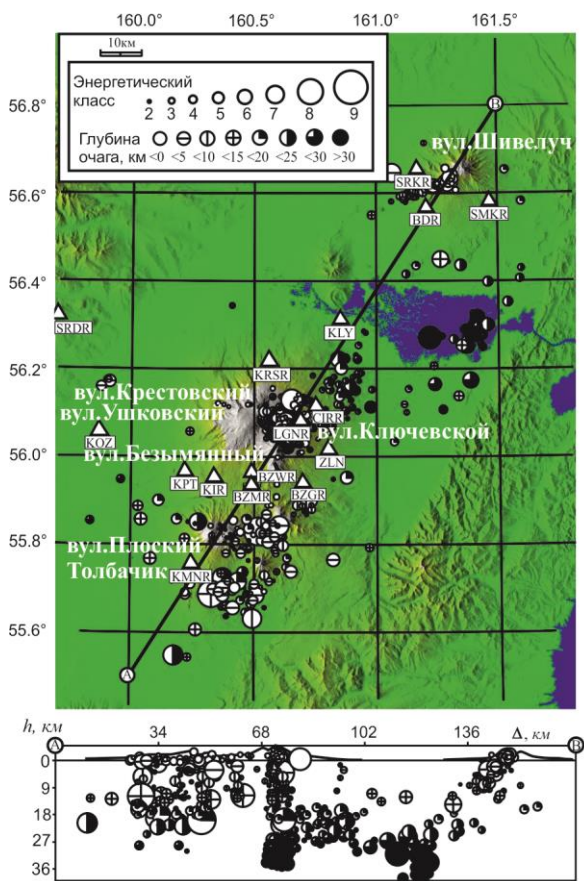 160.0° 160.5° 161.0° 161.5°
10км
Энергетический
класс
2 3 4 5 6 7 8 9
Глубина
очага, км
<0 <5 <10 <15 <20 <25 <30 >30
56.8°
B
вул.Шивелуч
SRKR
56.6°
BDR
SMKR
56.4°
SRDR
KLY
56.2°
KRSR
вул.Крестовский
CIRR
вул.Ушковский
LGNR
вул.Ключевской
KOZ
56.0°
вул.Безымянный
ZLN
KPT
KIR
BZWR
BZMR
BZGR
55.8°
вул.Плоский
Толбачик
KMNR
55.6°
A
h, км
34 68 102 136 Δ, км
A B
0
9
18
27
36